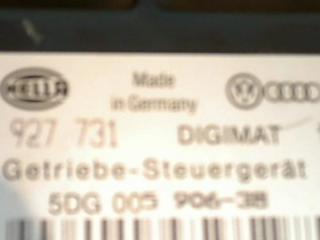 HELLA
Made
in Germany
927 731 DIGIMAT
Getriebe-Steuergerät
5DG 005 906-38